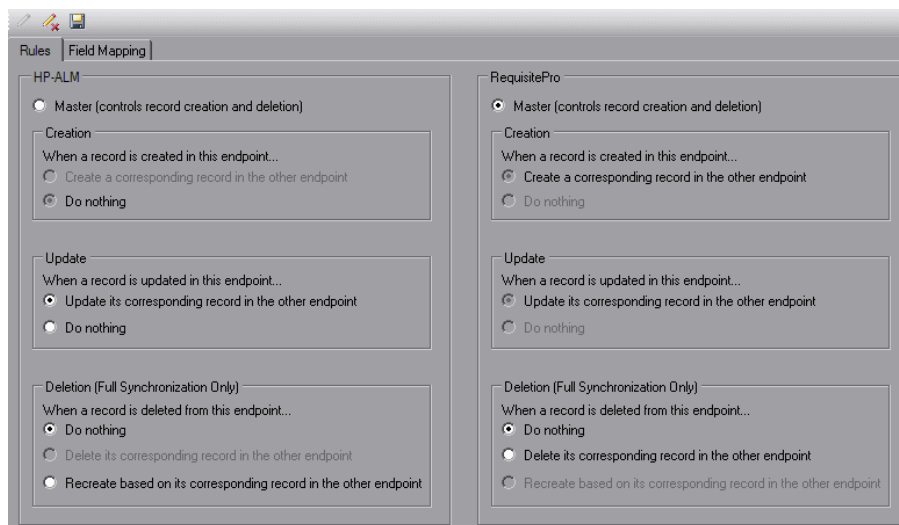 Rules
Field Mapping
HP-ALM
Master (controls record creation and deletion)
Creation
When a record is created in this endpoint...
Create a corresponding record in the other endpoint
Do nothing
Update
When a record is updated in this endpoint...
Update its corresponding record in the other endpoint
Do nothing
Deletion (Full Synchronization Only)
When a record is deleted from this endpoint...
Do nothing
Delete its corresponding record in the other endpoint
Recreate based on its corresponding record in the other endpoint
RequisitePro
Master (controls record creation and deletion)
Creation
When a record is created in this endpoint...
Create a corresponding record in the other endpoint
Do nothing
Update
When a record is updated in this endpoint...
Update its corresponding record in the other endpoint
Do nothing
Deletion (Full Synchronization Only)
When a record is deleted from this endpoint...
Do nothing
Delete its corresponding record in the other endpoint
Recreate based on its corresponding record in the other endpoint